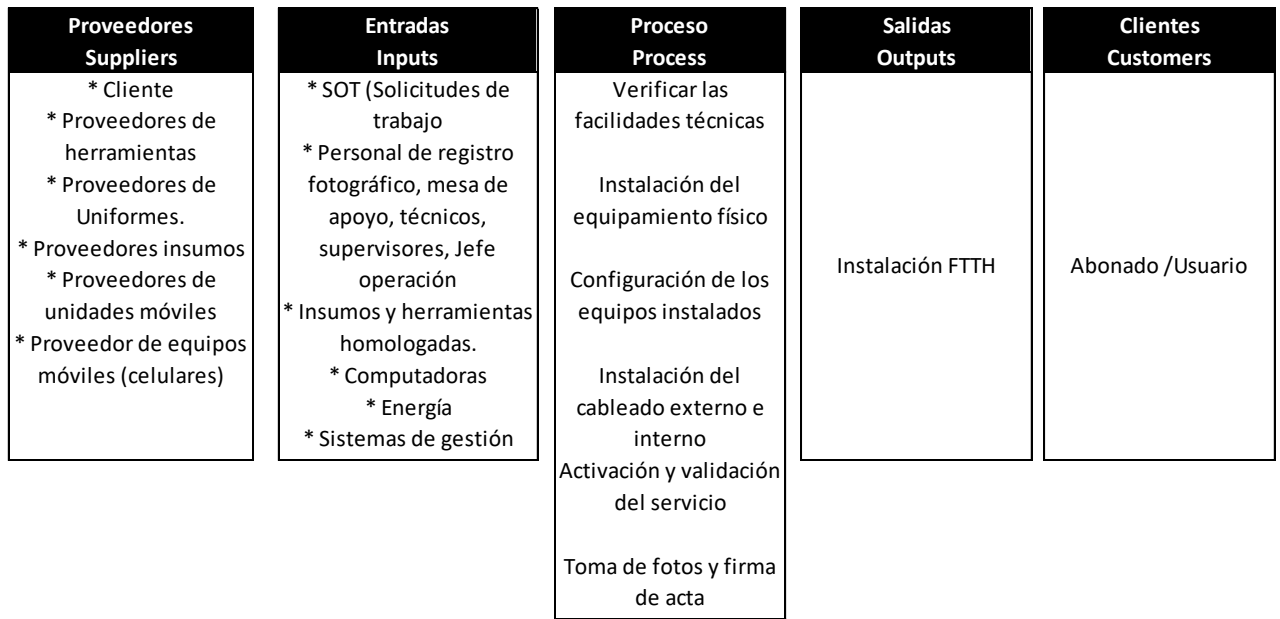 Proveedores
Suppliers
* Cliente
* Proveedores de
herramientas
* Proveedores de
Uniformes.
* Proveedores insumos
* Proveedores de
unidades móviles
* Proveedor de equipos
móviles (celulares)
Entradas
Inputs
* SOT (Solicitudes de
trabajo
* Personal de registro
fotográfico, mesa de
apoyo, técnicos,
supervisores, Jefe
operación
* Insumos y herramientas
homologadas.
* Computadoras
* Energía
* Sistemas de gestión
Proceso
Process
Verificar las
facilidades técnicas
Instalación del
equipamiento físico
Configuración de los
equipos instalados
Instalación del
cableado externo e
interno
Activación y validación
del servicio
Toma de fotos y firma
de acta
Salidas
Outputs
Instalación FTTH
Clientes
Customers
Abonado /Usuario